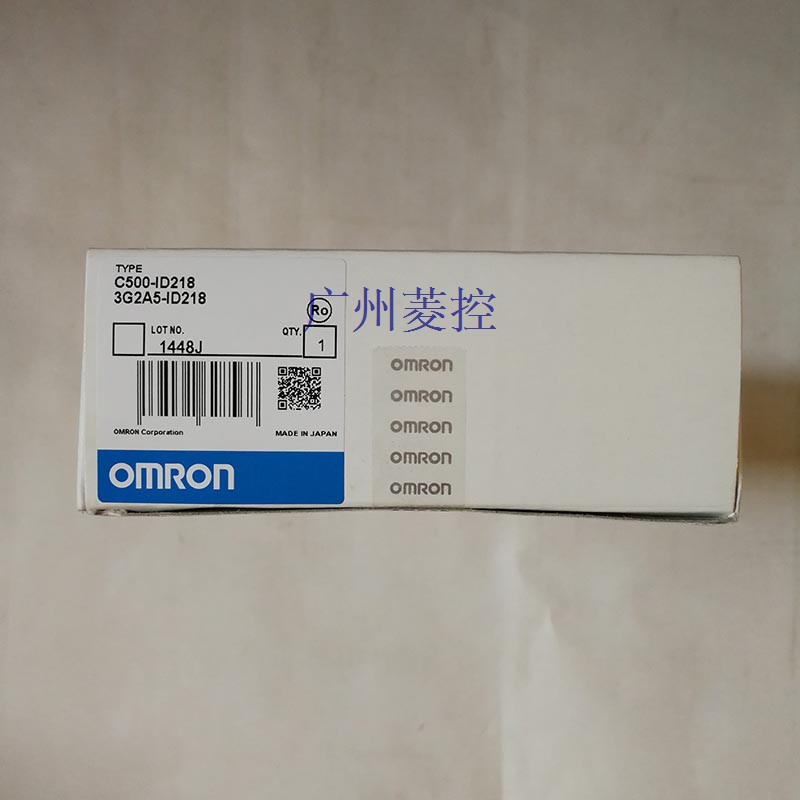 TYPE
C500-ID218
3G2A5-ID218
Ro
广州菱控
LOT NO.
QTY.
1448J
1
OMRON Corporation
MADE IN JAPAN
OMRON
OMRON
OMRON
OMRON
OMRON
OMRON